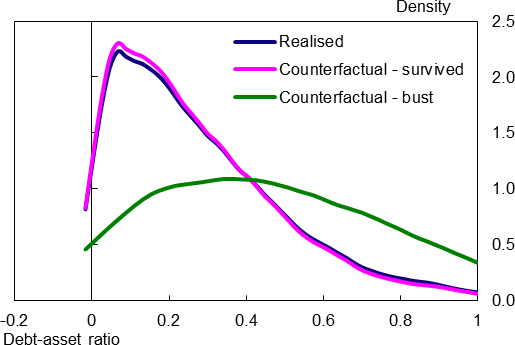 Density
2.5
Realised
Counterfactual - survived
2.0
Counterfactual - bust
1.5
1.0
0.5
0.0
-0.2 0 0.2 0.4 0.6 0.8 1
Debt-asset ratio